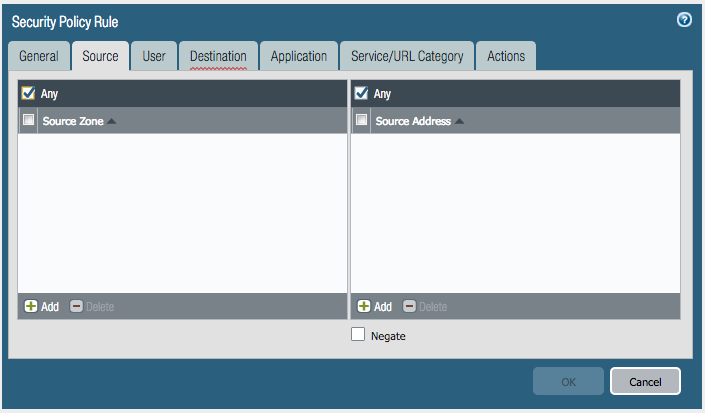 Security Policy Rule
General Source User Destination Application Service/URL Category Actions
Any Any
Source Zone Source Address
Add Delete Add Delete
Negate
OK Cancel